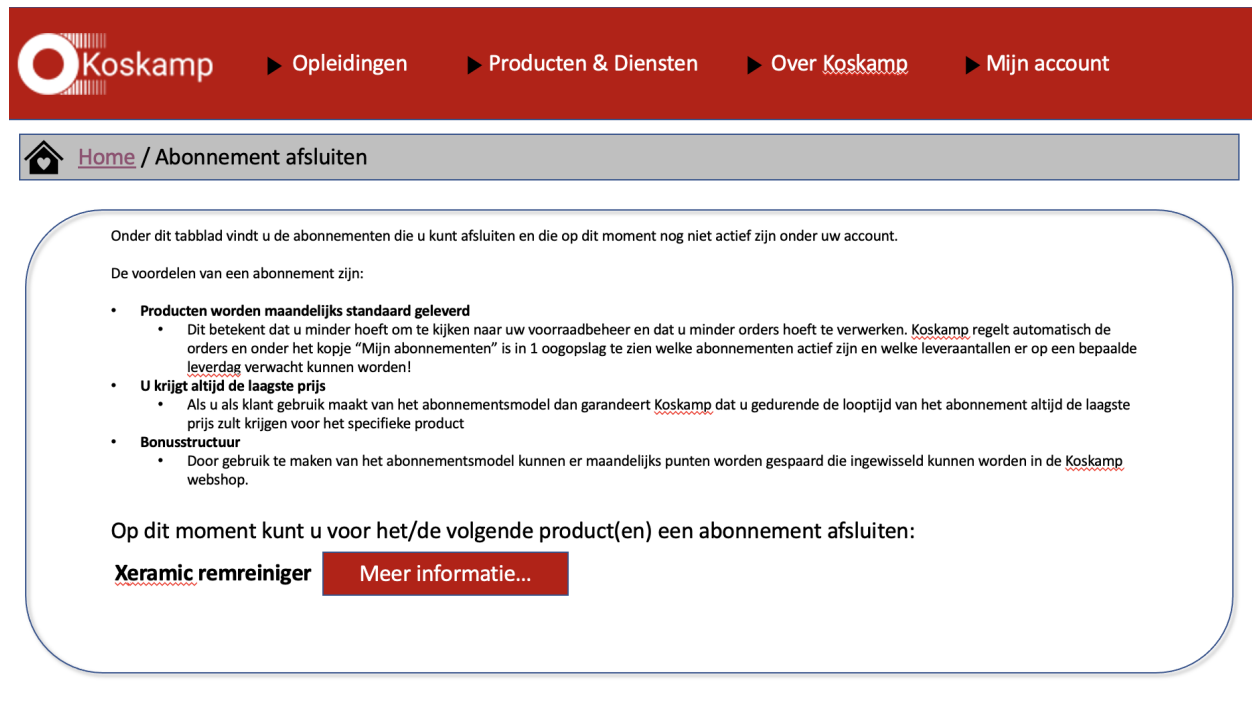 Koskamp
Opleidingen
Producten & Diensten
Over Koskamp
Mijn account
Home / Abonnement afsluiten
Onder dit tabblad vindt u de abonnementen die u kunt afsluiten en die op dit moment nog niet actief zijn onder uw account.
De voordelen van een abonnement zijn:
• Producten worden maandelijks standaard geleverd
• Dit betekent dat u minder hoeft om te kijken naar uw voorraadbeheer en dat u minder orders hoeft te verwerken. Koskamp regelt automatisch de
orders en onder het kopje “Mijn abonnementen” is in 1 oogopslag te zien welke abonnementen actief zijn en welke leveraantallen er op een bepaalde
leverdag verwacht kunnen worden!
• U krijgt altijd de laagste prijs
• Als u als klant gebruik maakt van het abonnementsmodel dan garandeert Koskamp dat u gedurende de looptijd van het abonnement altijd de laagste
prijs zult krijgen voor het specifieke product
• Bonusstructuur
• Door gebruik te maken van het abonnementsmodel kunnen er maandelijks punten worden gespaard die ingewisseld kunnen worden in de Koskamp
webshop.
Op dit moment kunt u voor het/de volgende product(en) een abonnement afsluiten:
Xeramic remreiniger
Meer informatie...